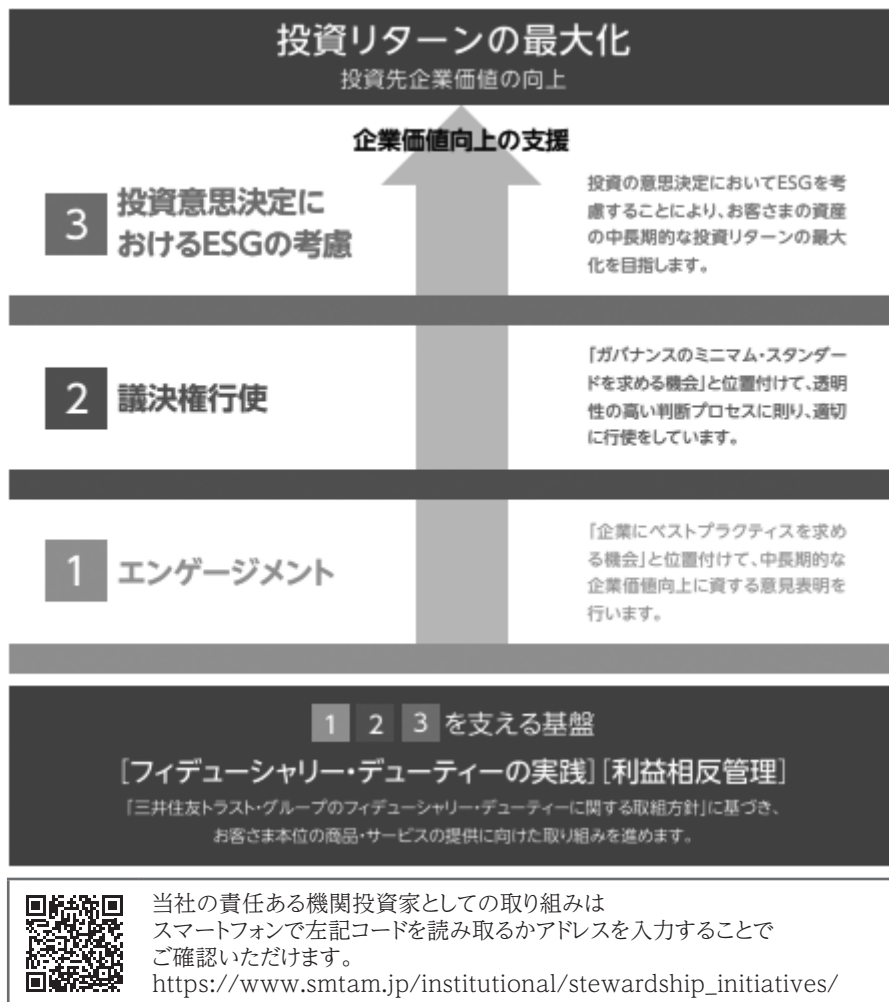 投資リターンの最大化
投資先企業価値の向上
企業価値向上の支援
3
投資意思決定に
おけるESGの考慮
投資の意思決定においてESGを考
慮することにより、お客さまの資産
の中長期的な投資リターンの最大
化を目指します。
2
議決権行使
「ガバナンスのミニマム・スタンダー
ドを求める機会」と位置付けて、透明
性の高い判断プロセスに則り、適切
に行使をしています。
1
エンゲージメント
「企業にベストプラクティスを求め
る機会」と位置付けて、中長期的な
企業価値向上に資する意見表明を
行います。
1 2 3 を支える基盤
[フィデューシャリー・デューティーの実践] [利益相反管理]
「三井住友トラスト・グループのフィデューシャリー・デューティーに関する取組方針」に基づき、
お客さま本位の商品・サービスの提供に向けた取り組みを進めます。
当社の責任ある機関投資家としての取り組みは
スマートフォンで左記コードを読み取るかアドレスを入力することで
ご確認いただけます。
https://www.smtam.jp/institutional/stewardship_initiatives/